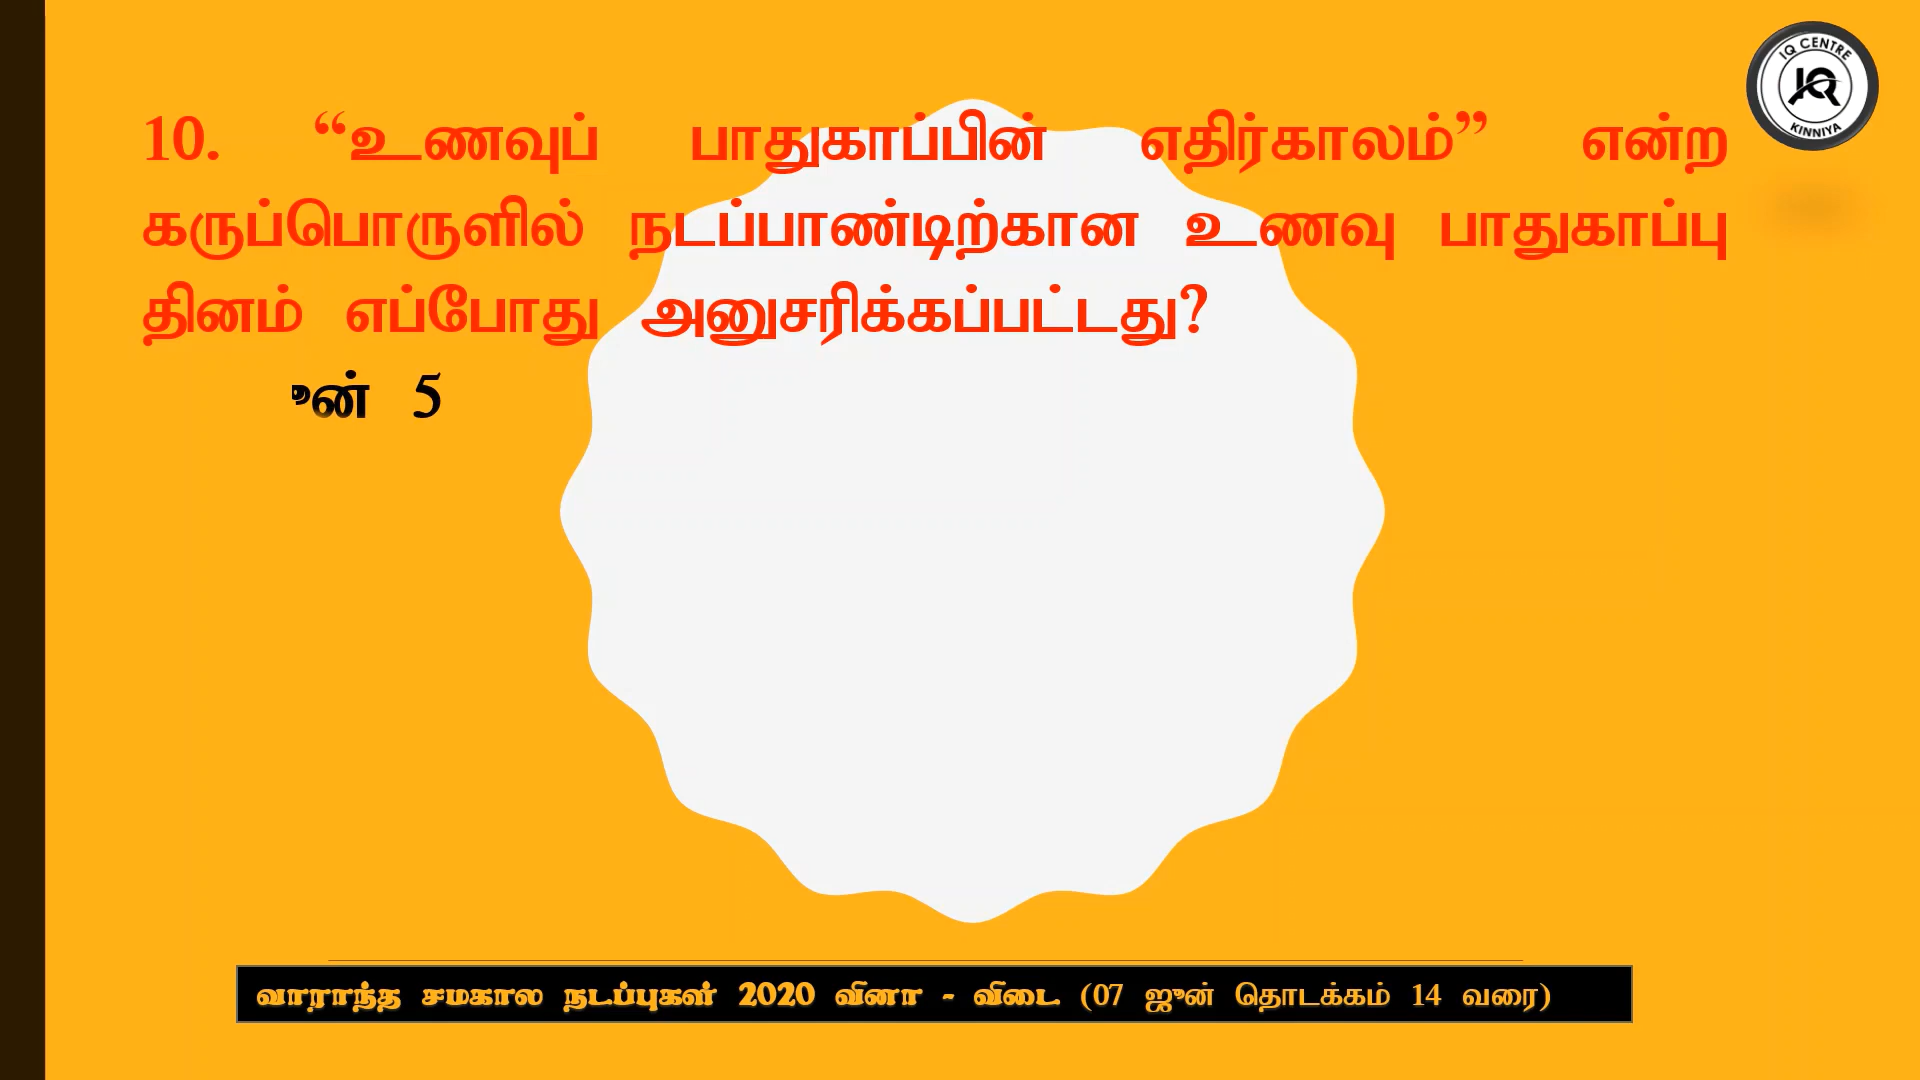 IQ CENTRE
IQ
KINNIYA
10. “உணவுப் பாதுகாப்பின் எதிர்காலம்” என்ற
கருப்பொருளில் நடப்பாண்டிற்கான உணவு பாதுகாப்பு
தினம் எப்போது அனுசரிக்கப்பட்டது?
5
வாராந்த சமகால நடப்புகள் 2020 வினா - விடை (07 ஜுன் தொடக்கம் 14 வரை)